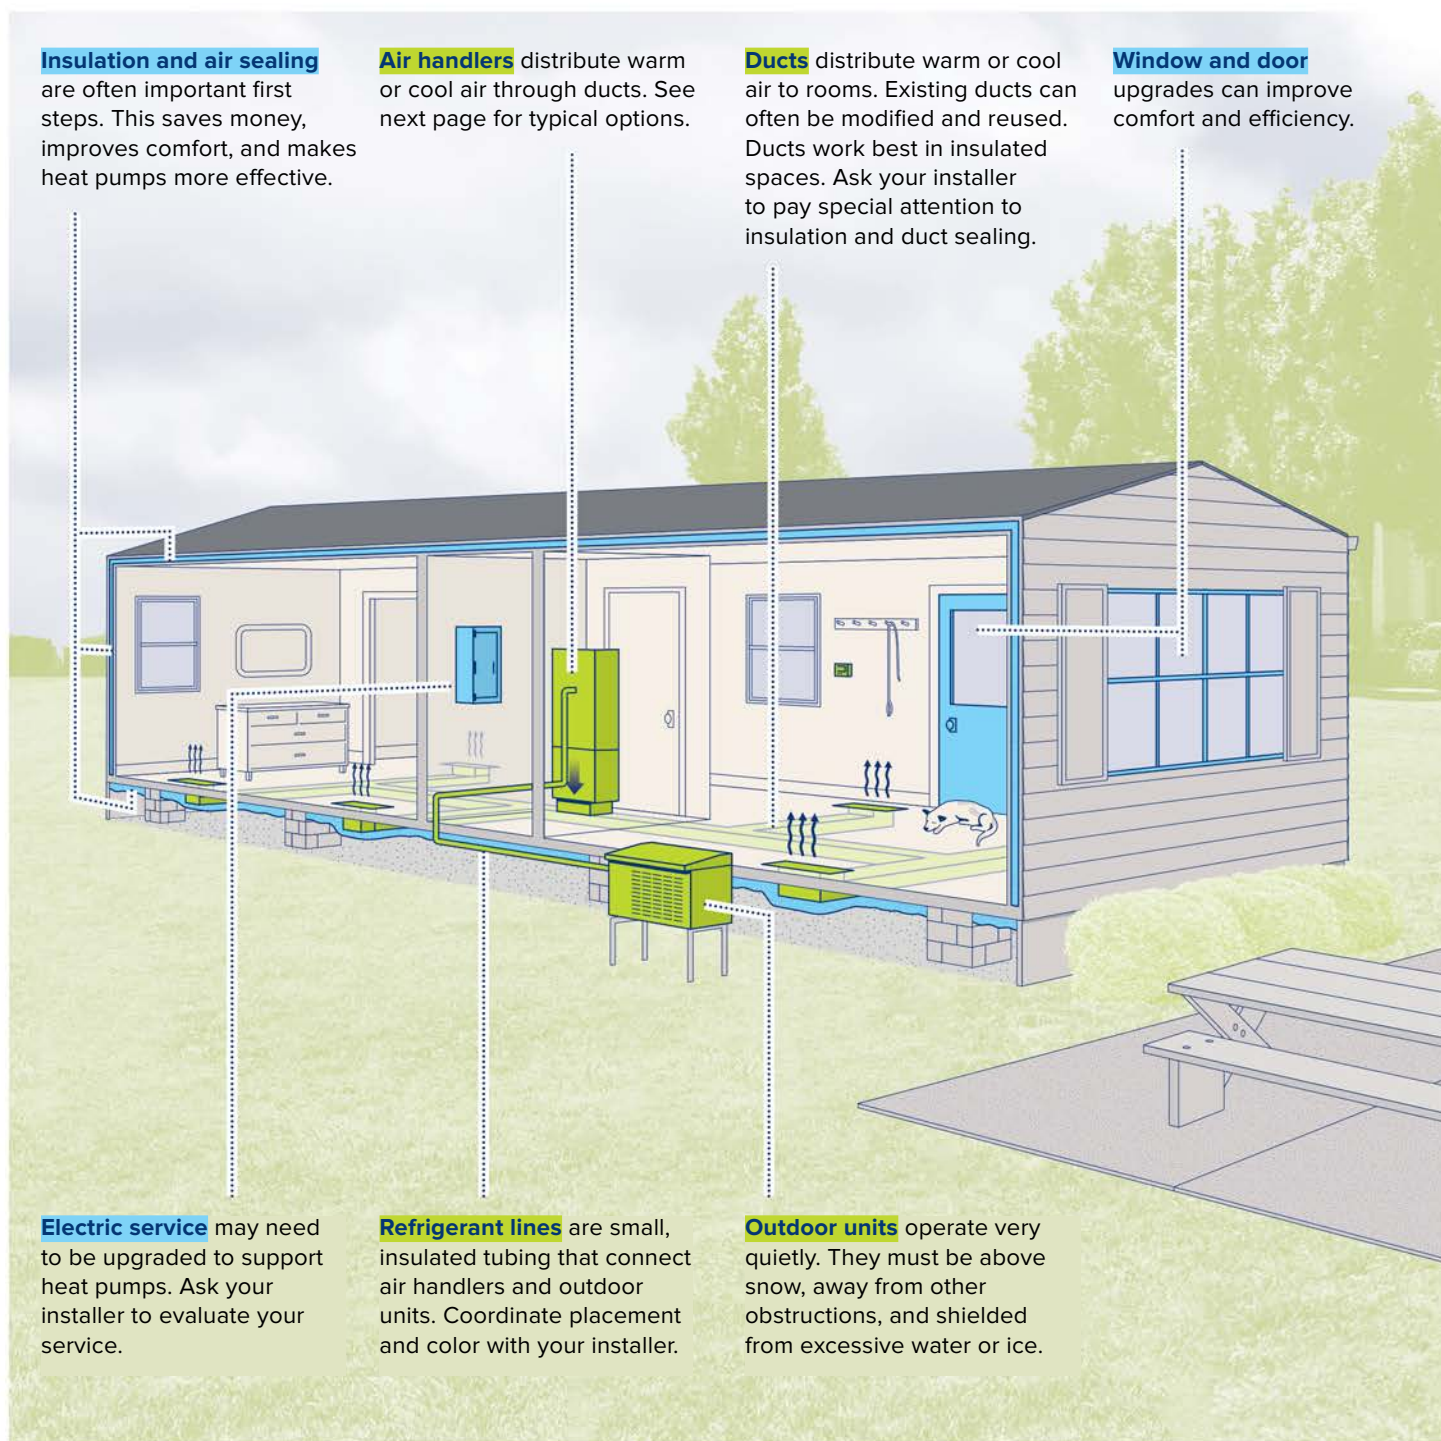 Insulation and air sealing
are often important first
steps. This saves money,
improves comfort, and makes
heat pumps more effective.
Air handlers distribute warm
or cool air through ducts. See
next page for typical options.
Ducts distribute warm or cool
air to rooms. Existing ducts can
often be modified and reused.
Ducts work best in insulated
spaces. Ask your installer
to pay special attention to
insulation and duct sealing.
Window and door
upgrades can improve
comfort and efficiency.
Electric service may need
to be upgraded to support
heat pumps. Ask your
installer to evaluate your
service.
Refrigerant lines are small,
insulated tubing that connect
air handlers and outdoor
units. Coordinate placement
and color with your installer.
Outdoor units operate very
quietly. They must be above
snow, away from other
obstructions, and shielded
from excessive water or ice.